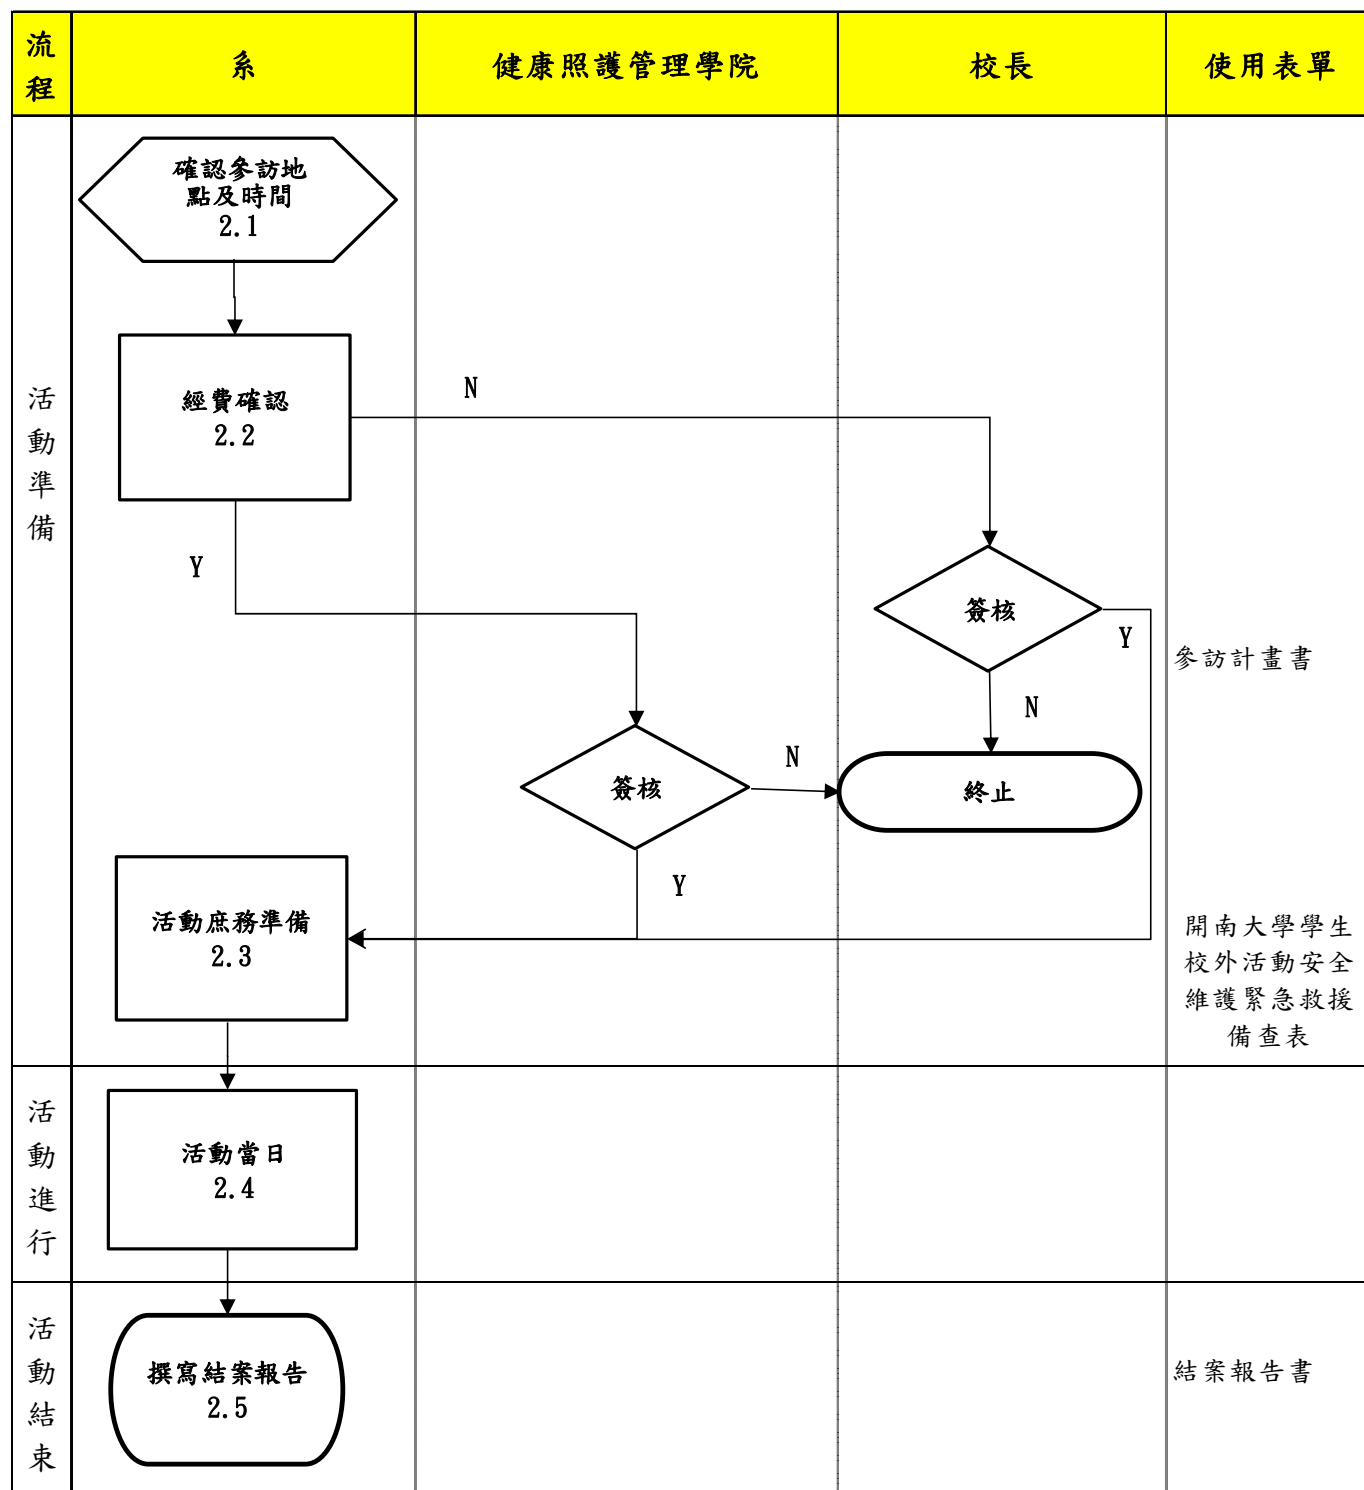 流程
系
健康照護管理學院
校長
使用表單
活動準備
確認參訪地
點及時間
2.1
經費確認
2.2
N
Y
簽核
Y
N
參訪計畫書
簽核
N
終止
Y
活動庶務準備
2.3
開南大學學生
校外活動安全
維護緊急救援
備查表
活動進行
活動當日
2.4
活動結束
撰寫結案報告
2.5
結案報告書